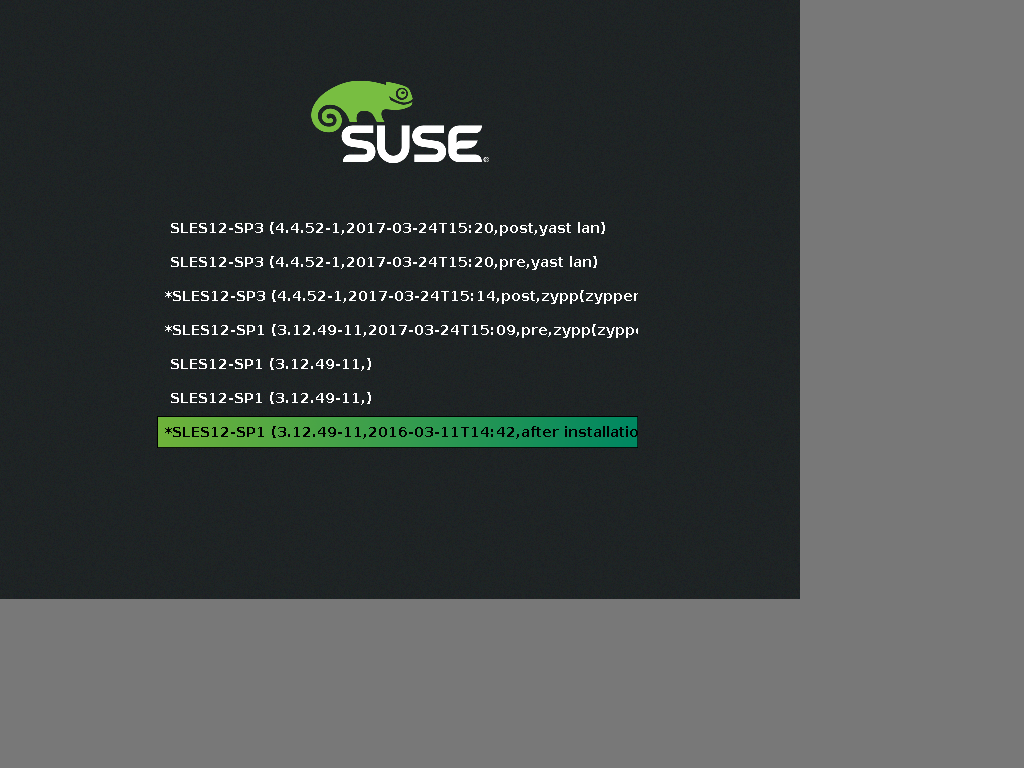 SUSE®
SLES12-SP3 (4.4.52-1,2017-03-24T15:20,post,yast lan)
SLES12-SP3 (4.4.52-1,2017-03-24T15:20,pre,yast lan)
*SLES12-SP3 (4.4.52-1,2017-03-24T15:14,post,zypp(zypper
*SLES12-SP1 (3.12.49-11,2017-03-24T15:09,pre,zypp(zyppe
SLES12-SP1 (3.12.49-11,)
SLES12-SP1 (3.12.49-11,)
*SLES12-SP1 (3.12.49-11,2016-03-11T14:42,after installatio